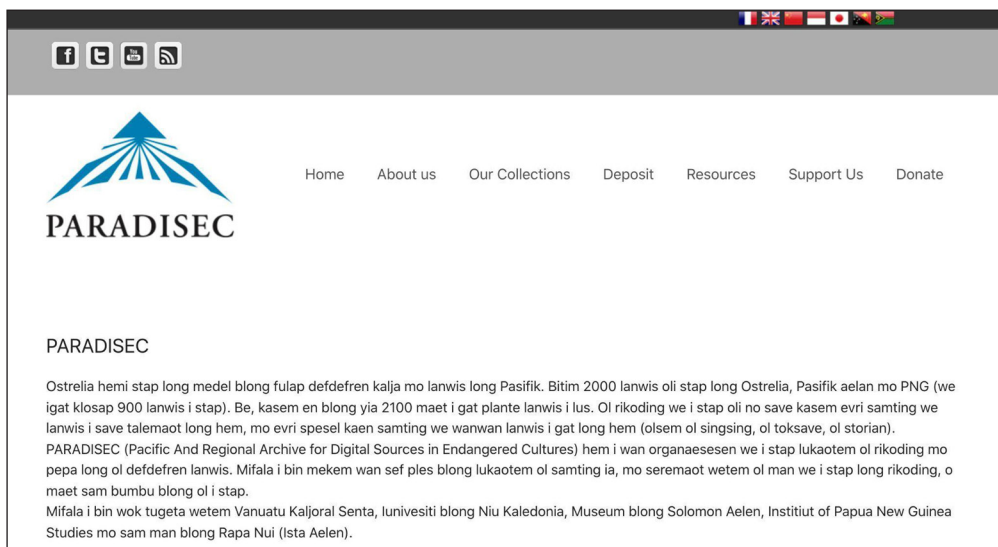 PARADISEC
Home About us Our Collections Deposit Resources Support Us Donate
PARADISEC
Ostrelia hemi stap long medel blong fulap defdefren kalja mo lanwis long Pasifik. Bitim 2000 lanwis oli stap long Ostrelia, Pasifik aelan mo PNG (we
igat klosap 900 lanwis i stap). Be, kasem en blong yia 2100 maet i gat plante lanwis i lus. Ol rikoding we i stap oli no save kasem evri samting we
lanwis i save talemaot long hem, mo evri spesel kaen samting we wanwan lanwis i gat long hem (olsem ol singsing, ol toksave, ol storian).
PARADISEC (Pacific And Regional Archive for Digital Sources in Endangered Cultures) hem i wan organaesesen we i stap lukaotem ol rikoding mo
pepa long ol defdefren lanwis. Mifala i bin mekem wan sef ples blong lukaotem ol samting ia, mo seremaot wetem ol man we i stap long rikoding, o
maet sam bumbu blong ol i stap.
Mifala i bin wok tugeta wetem Vanuatu Kaljoral Senta, Iunivesiti blong Niu Kaledonia, Museum blong Solomon Aelen, Institiut of Papua New Guinea
Studies mo sam man blong Rapa Nui (Ista Aelen).